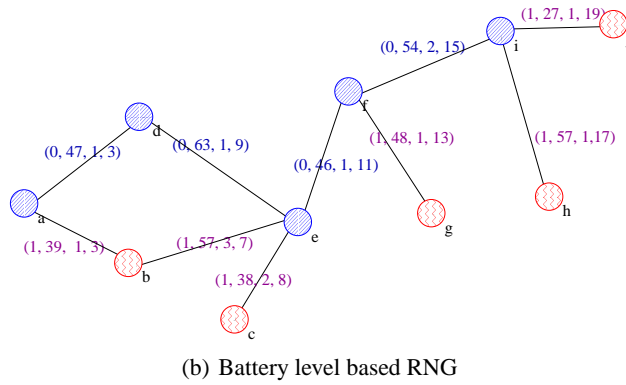 (1, 27, 1, 19)
i
(0, 54, 2, 15)
f
d
(0, 47, 1, 3)
(0, 63, 1, 9)
(1, 48, 1, 13)
(1, 57, 1,17)
(0, 46, 1, 11)
a
h
g
e
(1, 39, 1, 3)
(1, 57, 3, 7)
b
(1, 38, 2, 8)
c
(b) Battery level based RNG